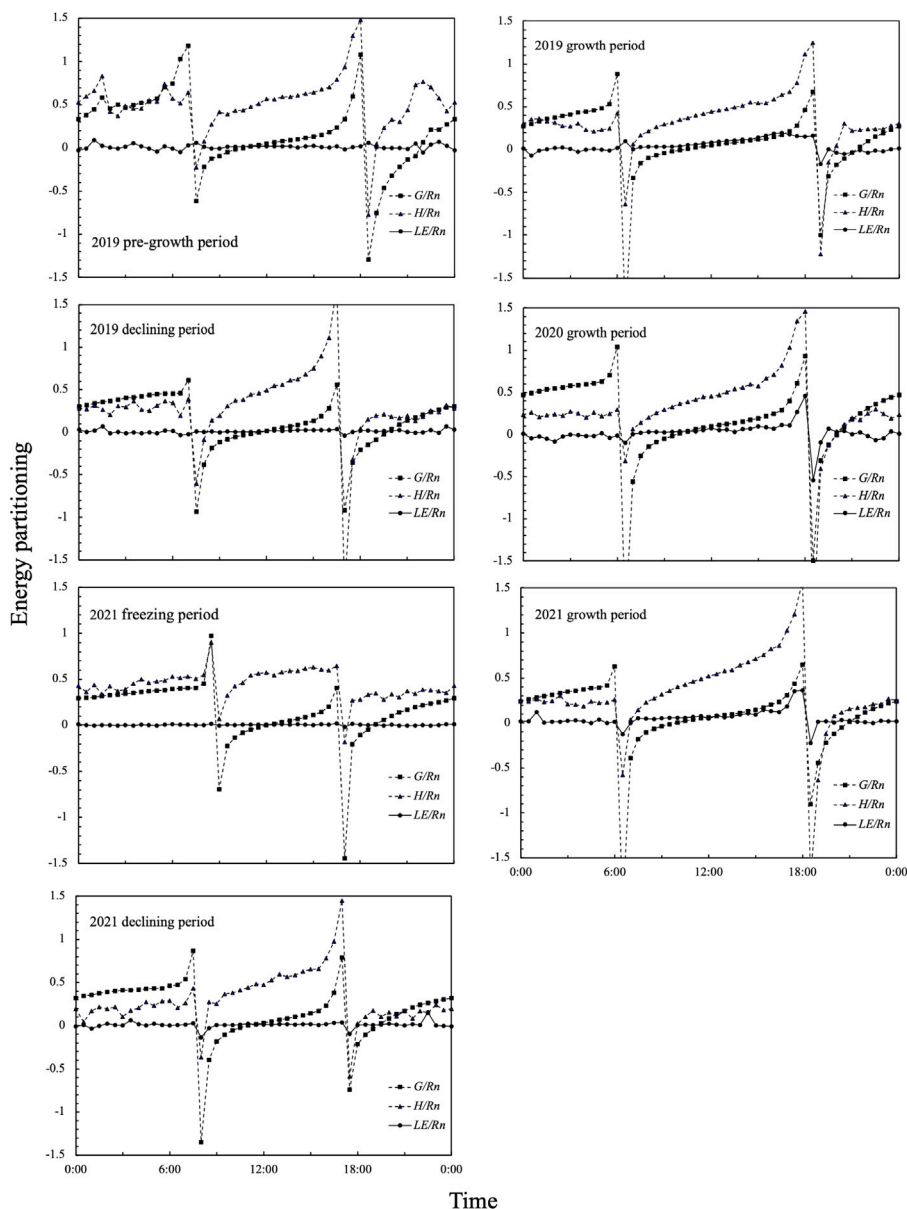 Energy partitioning
1.5
1
0.5
0
-0.5
-1
-1.5
2019 pre-growth period
G/Rn
H/Rn
LE/Rn
1.5
1
0.5
0
-0.5
-1
-1.5
2019 growth period
G/Rn
H/Rn
LE/Rn
1.5
1
0.5
0
-0.5
-1
-1.5
2019 declining period
G/Rn
H/Rn
LE/Rn
1.5
1
0.5
0
-0.5
-1
-1.5
2020 growth period
G/Rn
H/Rn
LE/Rn
1.5
1
0.5
0
-0.5
-1
-1.5
2021 freezing period
G/Rn
H/Rn
LE/Rn
1.5
1
0.5
0
-0.5
-1
-1.5
2021 growth period
G/Rn
H/Rn
LE/Rn
0:00 6:00 12:00 18:00 0:00
1.5
1
0.5
0
-0.5
-1
-1.5
2021 declining period
G/Rn
H/Rn
LE/Rn
0:00 6:00 12:00 18:00 0:00
Time